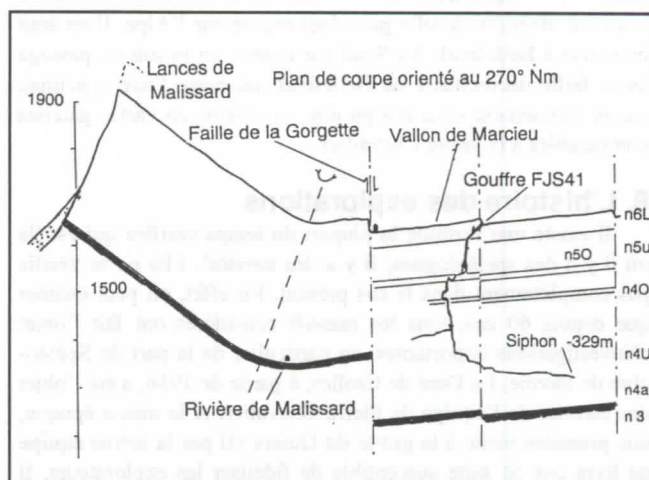 Lances de
Malissard
Plan de coupe orienté au 270° Nm
1900
Faille de la Gorgette
Vallon de Marcieu
Gouffre FJS41
n6L
n5u
n5O
n4O
1500
Siphon -329m
n4U
Rivière de Malissard
n4a
n3